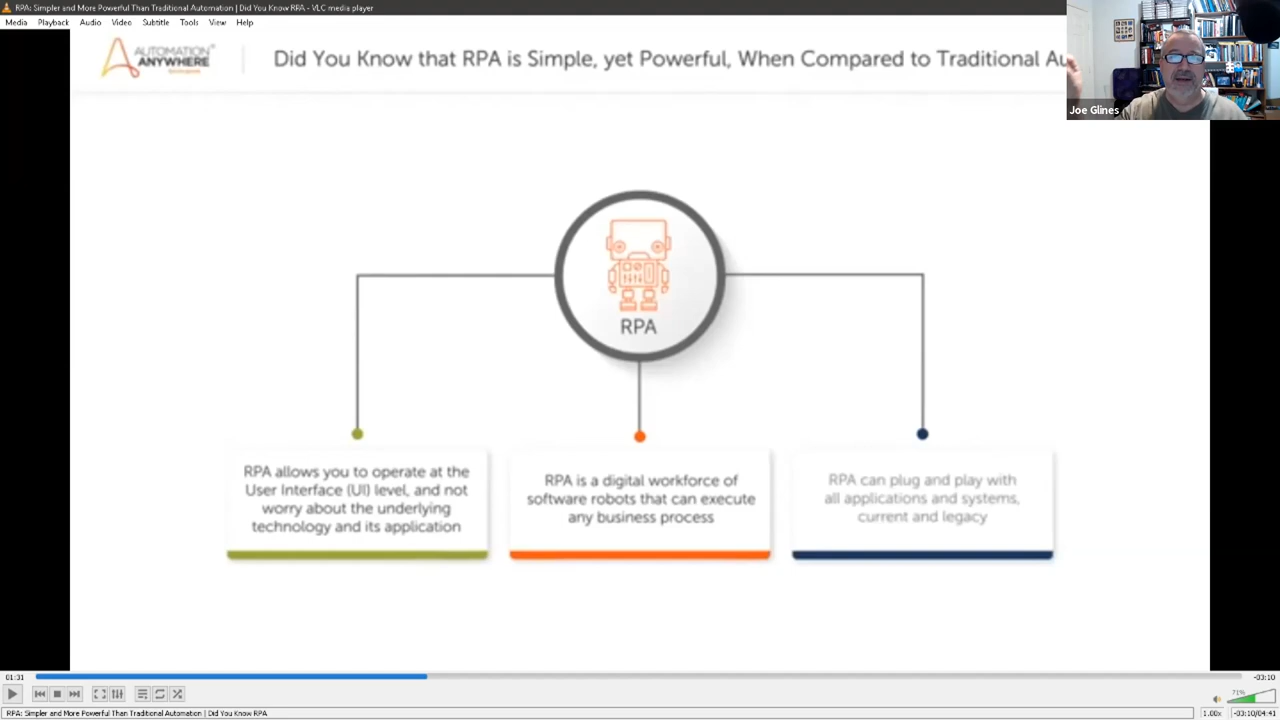 RPA: Simpler and More Powerful Than Traditional Automation | Did You Know RPA - VLC media player
Media Playback Audio Video Subtitle Tools View Help
AUTOMATION
ANYWHERE
Did You Know that RPA is Simple, yet Powerful, When Compared to Traditional Au
Joe Glines
RPA
RPA allows you to operate at the
User Interface (UI) level, and not
worry about the underlying
technology and its application
RPA is a digital workforce of
software robots that can execute
any business process
RPA can plug and play with
all applications and systems,
current and legacy
01:31
-03:10
71%
RPA: Simpler and More Powerful Than Traditional Automation | Did You Know RPA
1.00x
-03:10/04:41